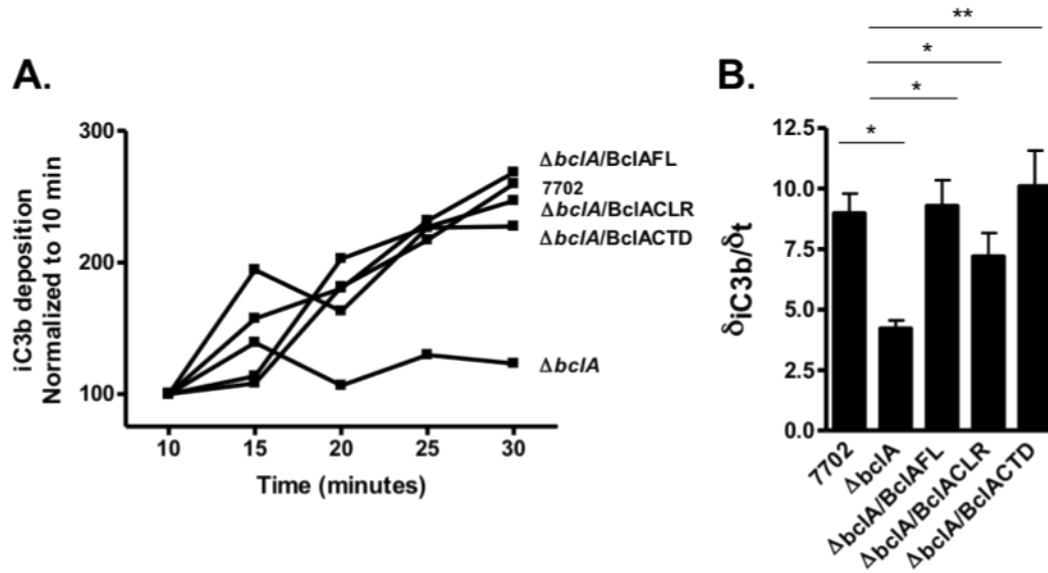 A.
300
200
100
iC3b deposition
Normalized to 10 min
10 15 20 25 30
Time (minutes)
ΔbclA/BclAFL
7702
ΔbclA/BclACLR
ΔbclA/BclACTD
ΔbclA
B.
**
*
*
*
12.5
10.0
7.5
5.0
2.5
0.0
δiC3b/δt
7702
ΔbclA
ΔbclA/BclAFL
ΔbclA/BclACLR
ΔbclA/BclACTD